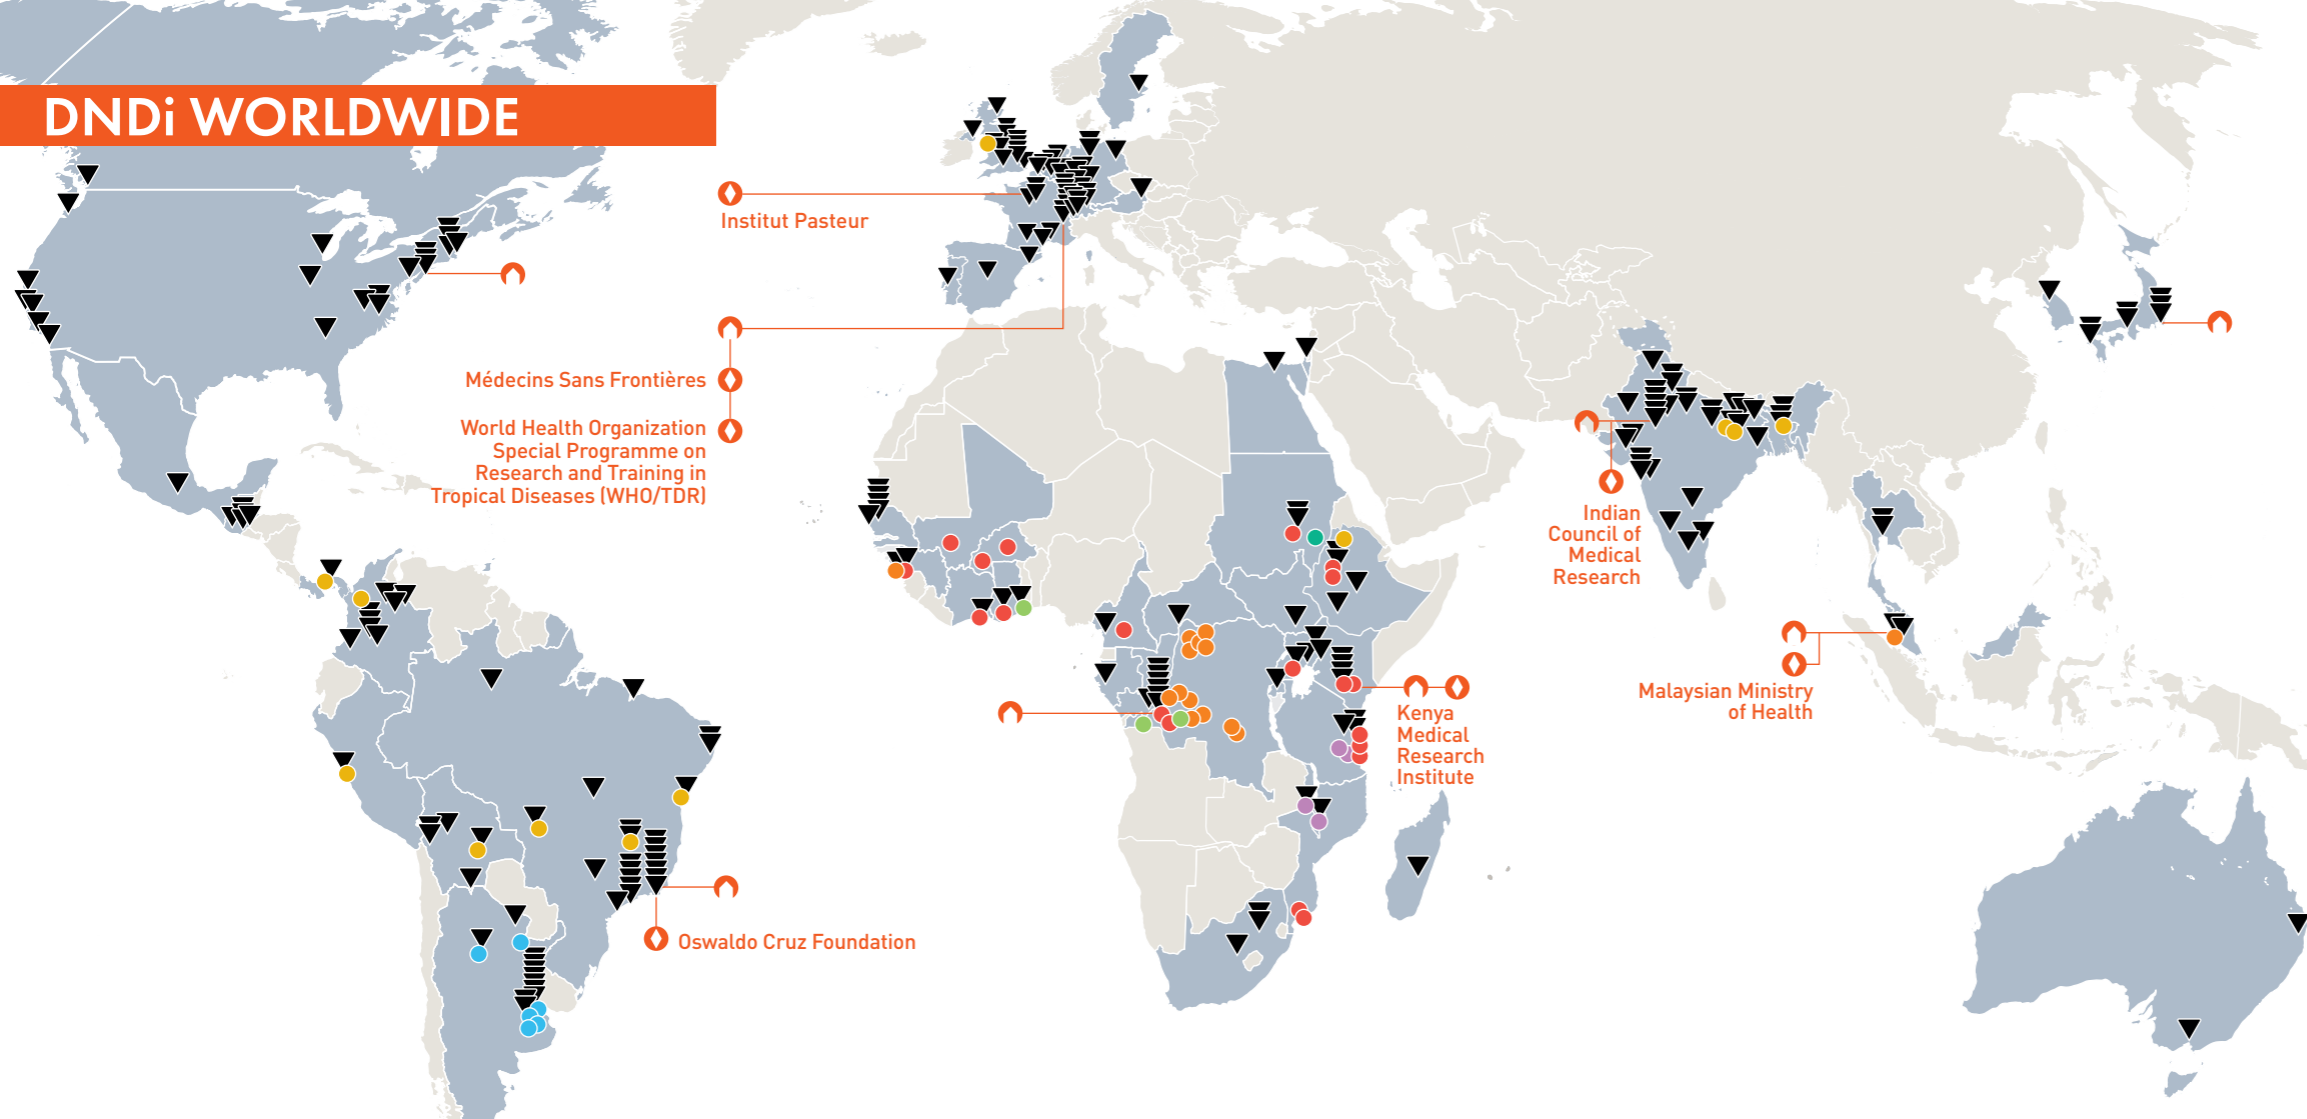 DNDi WORLDWIDE
Institut Pasteur
Médecins Sans Frontières
World Health Organization
Special Programme on
Research and Training in
Tropical Diseases (WHO/TDR)
Indian
Council of
Medical
Research
Malaysian Ministry
of Health
Kenya
Medical
Research
Institute
Oswaldo Cruz Foundation